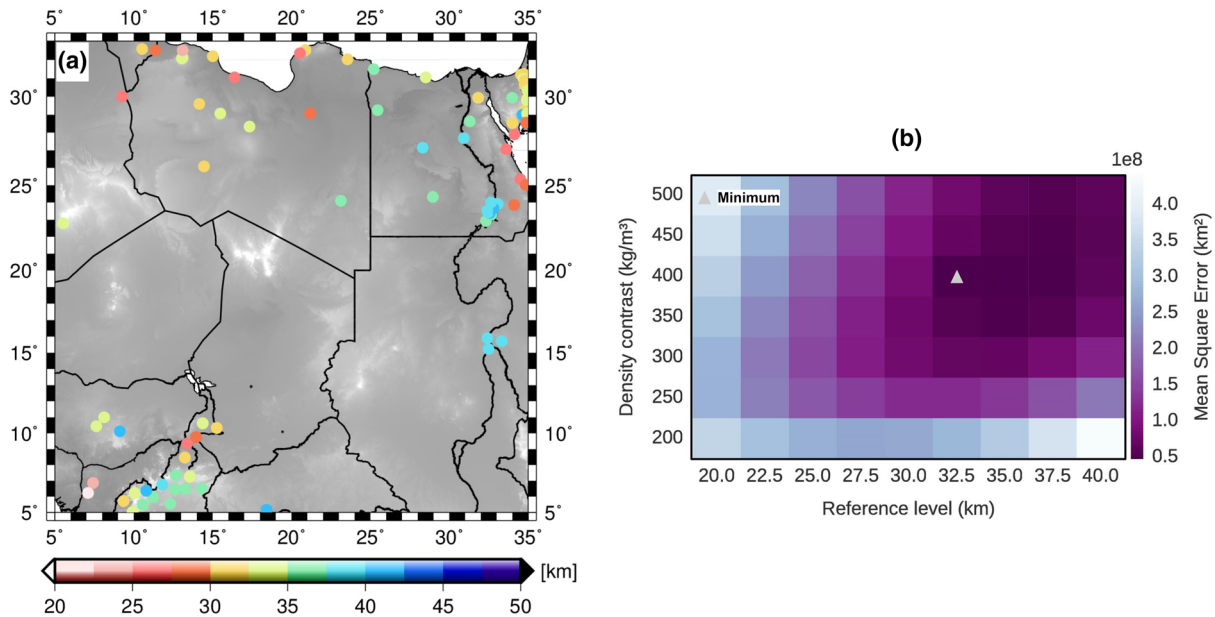 5˚ 10˚ 15˚ 20˚ 25˚ 30˚ 35˚
(a)
30˚ 30˚
25˚ 25˚
20˚ 20˚
15˚ 15˚
10˚ 10˚
5˚ 5˚
5˚ 10˚ 15˚ 20˚ 25˚ 30˚ 35˚
[km]
20 25 30 35 40 45 50
(b)
1e8
Minimum
Density contrast (kg/m³)
500
450
400
350
300
250
200
20.0 22.5 25.0 27.5 30.0 32.5 35.0 37.5 40.0
Reference level (km)
4.0
3.5
3.0
2.5
2.0
1.5
1.0
0.5
Mean Square Error (km²)